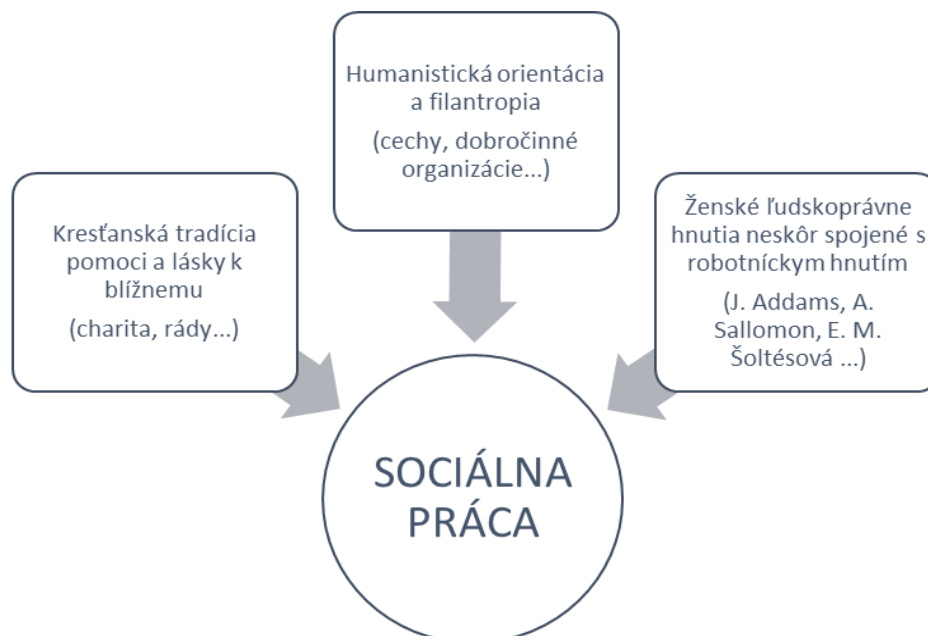 Humanistická orientácia
a filantropia
(cechy, dobročinné
organizácie...)
Kresťanská tradícia
pomoci a lásky k
blížnemu
(charita, rády...)
Ženské ľudskoprávne
hnutia neskôr spojené s
robotníckym hnutím
(J. Addams, A.
Sallomon, E. M.
Šoltésová ...)
SOCIÁLNA
PRÁCA